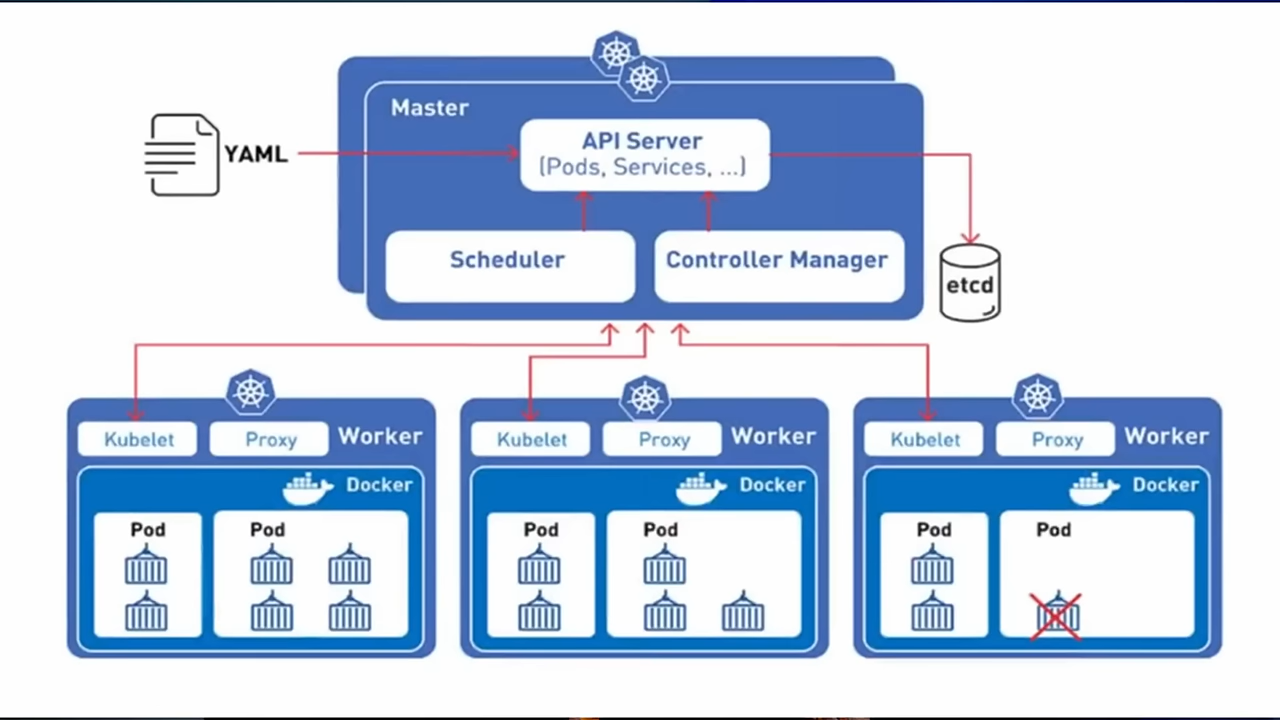 Master
YAML
API Server
(Pods, Services, ...)
Scheduler
Controller Manager
etcd
Kubelet
Proxy
Worker
Docker
Pod
Pod
Kubelet
Proxy
Worker
Docker
Pod
Pod
Kubelet
Proxy
Worker
Docker
Pod
Pod